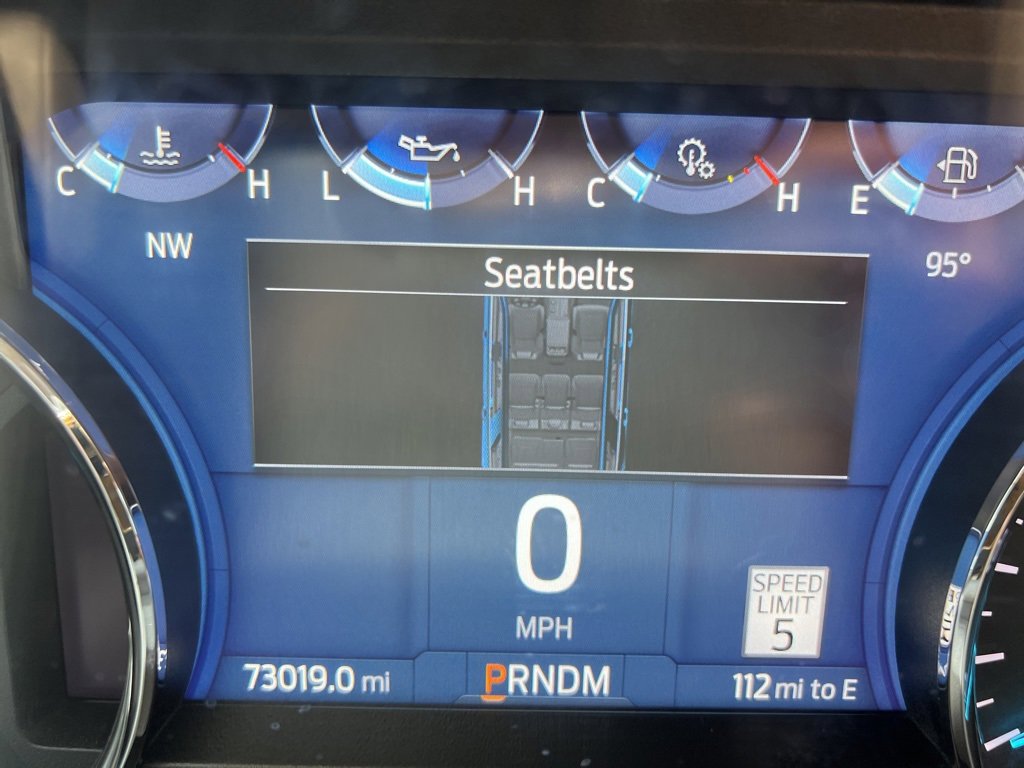 C H L H C H E
NW
95°
Seatbelts
0
MPH
SPEED
LIMIT
5
73019.0 mi
PRNDM
112 mi to E